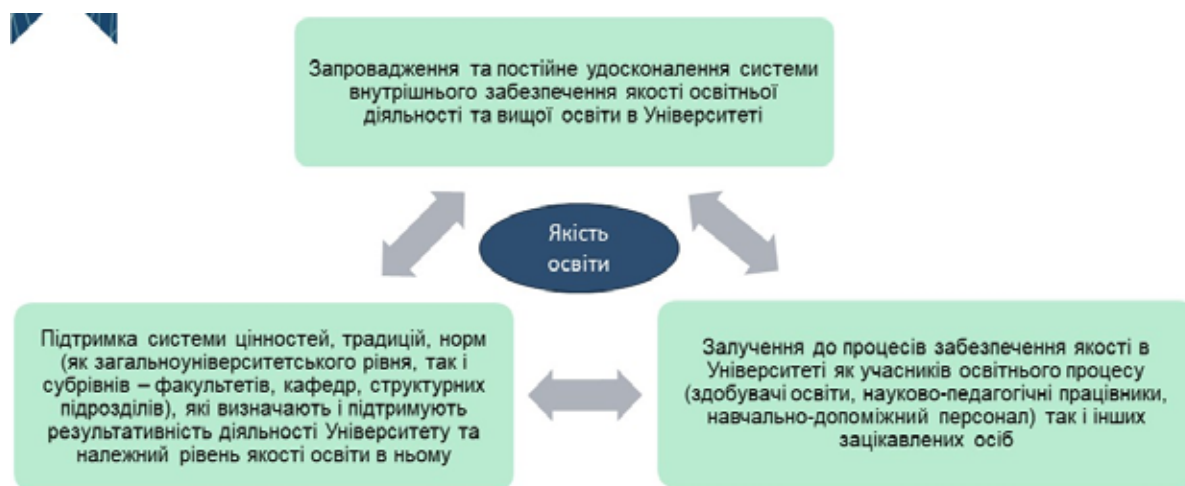 Запровадження та постійне удосконалення системи
внутрішнього забезпечення якості освітньої
діяльності та вищої освіти в Університеті
Якість
освіти
Підтримка системи цінностей, традицій, норм
(як загальноуніверситетського рівня, так і
субрівнів – факультетів, кафедр, структурних
підрозділів), які визначають і підтримують
результативність діяльності Університету та
належний рівень якості освіти в ньому
Залучення до процесів забезпечення якості в
Університеті як учасників освітнього процесу
(здобувачі освіти, науково-педагогічні працівники,
навчально-допоміжний персонал) так і інших
зацікавлених осіб